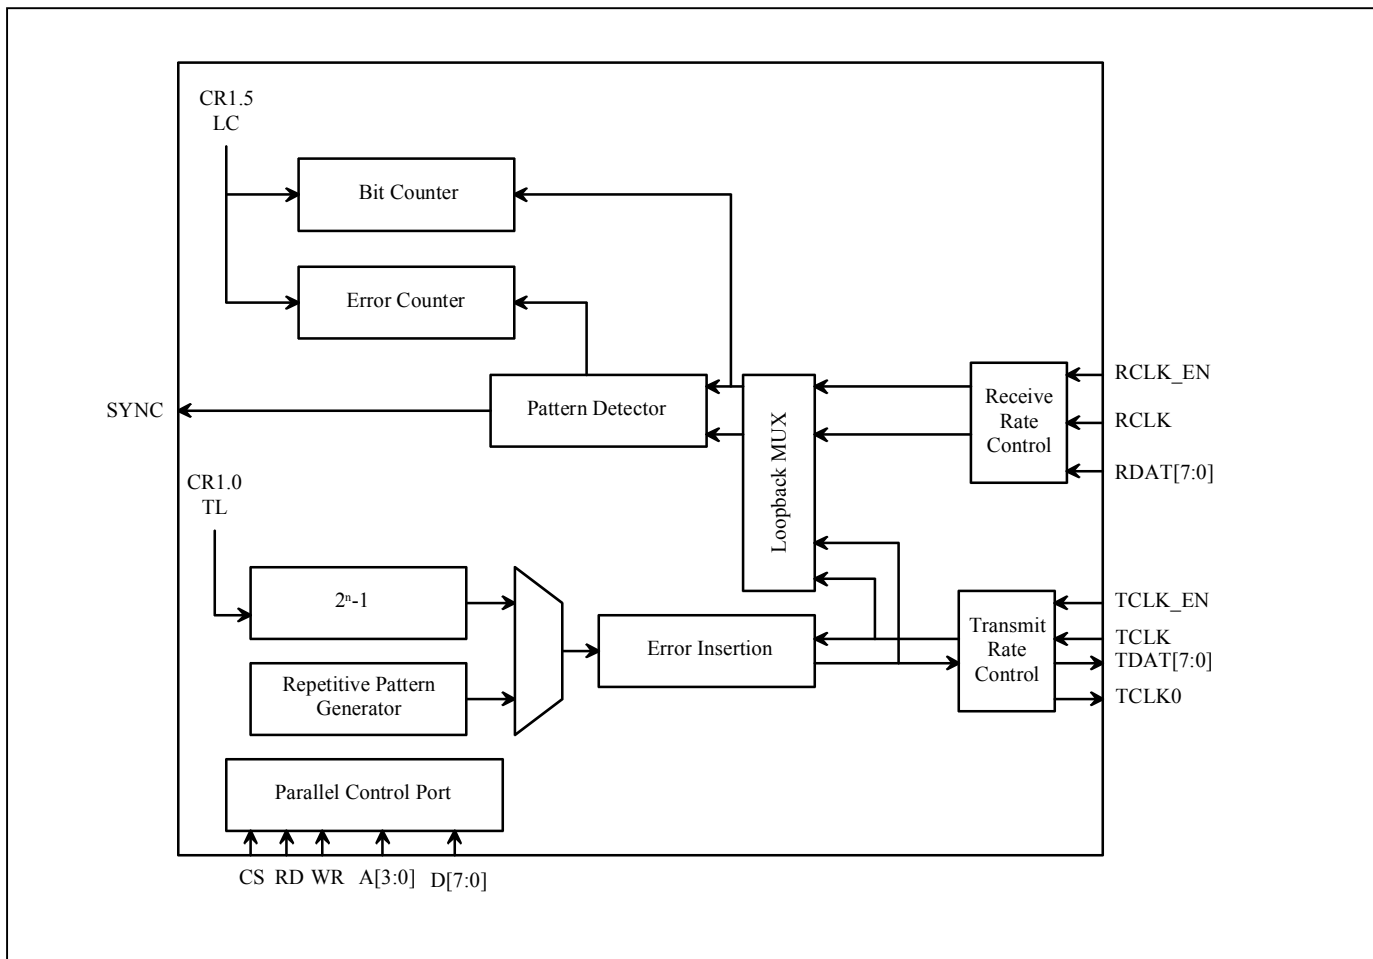 CR1.5
LC
Bit Counter
Error Counter
SYNC
Pattern Detector
Loopback MUX
Receive
Rate
Control
RCLK_EN
RCLK
RDAT[7:0]
CR1.0
TL
2ⁿ-1
Repetitive Pattern
Generator
Error Insertion
Transmit
Rate
Control
TCLK_EN
TCLK
TDAT[7:0]
TCLK0
Parallel Control Port
CS RD WR A[3:0] D[7:0]